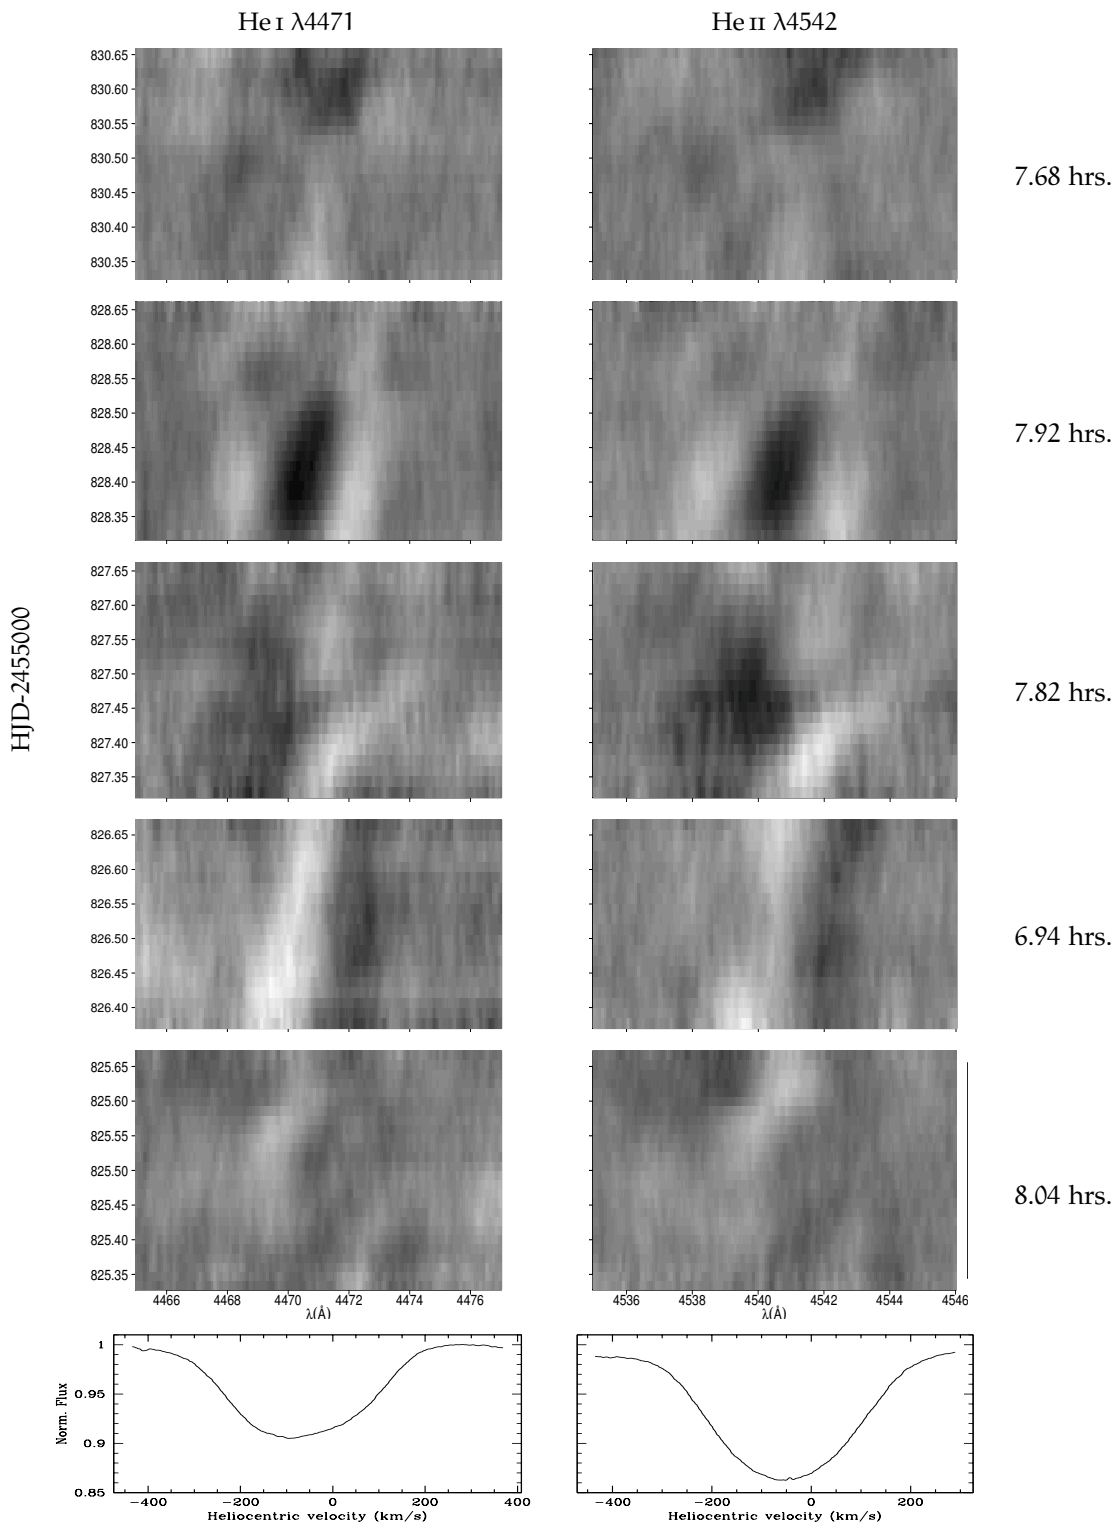 He I λ4471 He II λ4542
830.65
830.60
830.55
830.50
830.45
830.40
830.35
7.68 hrs.
828.65
828.60
828.55
828.50
828.45
828.40
828.35
7.92 hrs.
HJD-2455000
827.65
827.60
827.55
827.50
827.45
827.40
827.35
7.82 hrs.
826.65
826.60
826.55
826.50
826.45
826.40
6.94 hrs.
825.65
825.60
825.55
825.50
825.45
825.40
825.35
8.04 hrs.
4466 4468 4470 4472 4474 4476
λ(Å)
4536 4538 4540 4542 4544 4546
λ(Å)
Norm. Flux
1
0.95
0.9
0.85
−400 −200 0 200 400
Heliocentric velocity (km/s)
−400 −200 0 200
Heliocentric velocity (km/s)